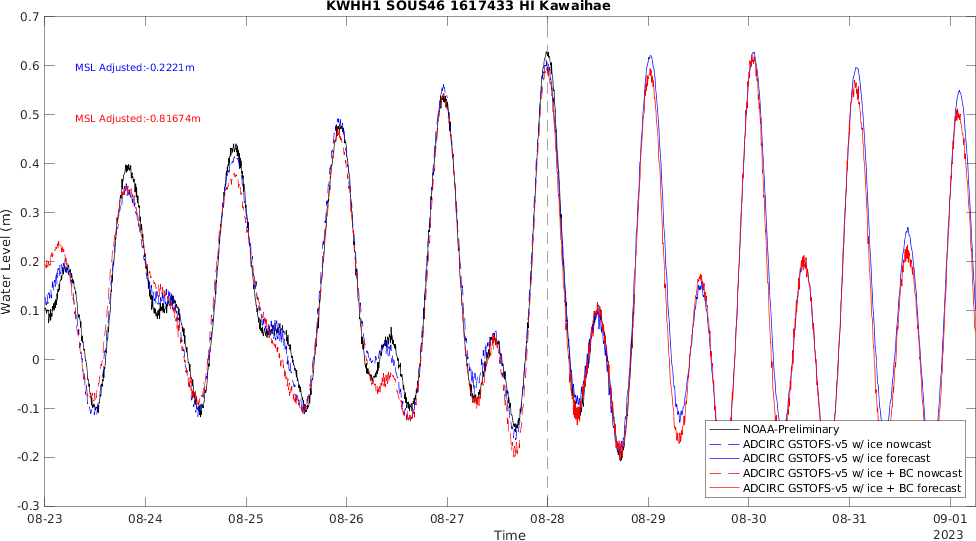 KWHH1 SOUS46 1617433 HI Kawaihae
MSL Adjusted:-0.2221m
MSL Adjusted:-0.81674m
Water Level (m)
0.7
0.6
0.5
0.4
0.3
0.2
0.1
0
-0.1
-0.2
-0.3
NOAA-Preliminary
ADCIRC GSTOFS-v5 w/ ice nowcast
ADCIRC GSTOFS-v5 w/ ice forecast
ADCIRC GSTOFS-v5 w/ ice + BC nowcast
ADCIRC GSTOFS-v5 w/ ice + BC forecast
08-23 08-24 08-25 08-26 08-27 08-28 08-29 08-30 08-31 09-01
2023
Time